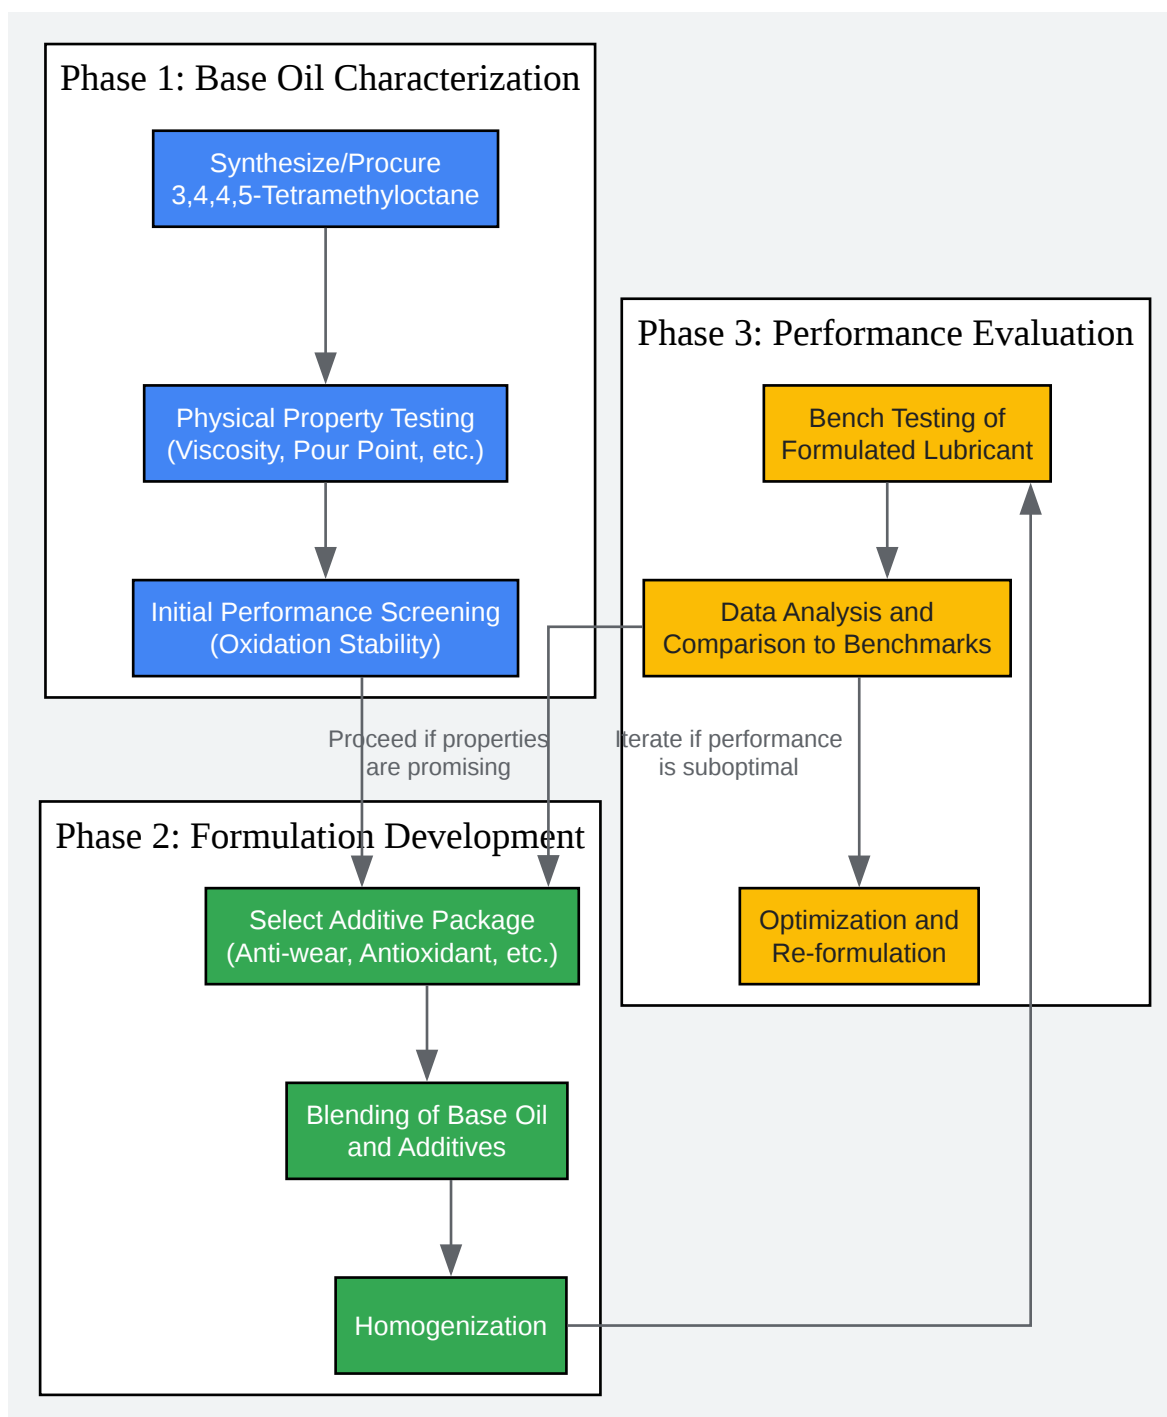 Phase 1: Base Oil Characterization
Synthesize/Procure
3,4,4,5-Tetramethyloctane
Physical Property Testing
(Viscosity, Pour Point, etc.)
Initial Performance Screening
(Oxidation Stability)
Proceed if properties
are promising
Phase 2: Formulation Development
Select Additive Package
(Anti-wear, Antioxidant, etc.)
Blending of Base Oil
and Additives
Homogenization
Phase 3: Performance Evaluation
Bench Testing of
Formulated Lubricant
Data Analysis and
Comparison to Benchmarks
Iterate if performance
is suboptimal
Optimization and
Re-formulation